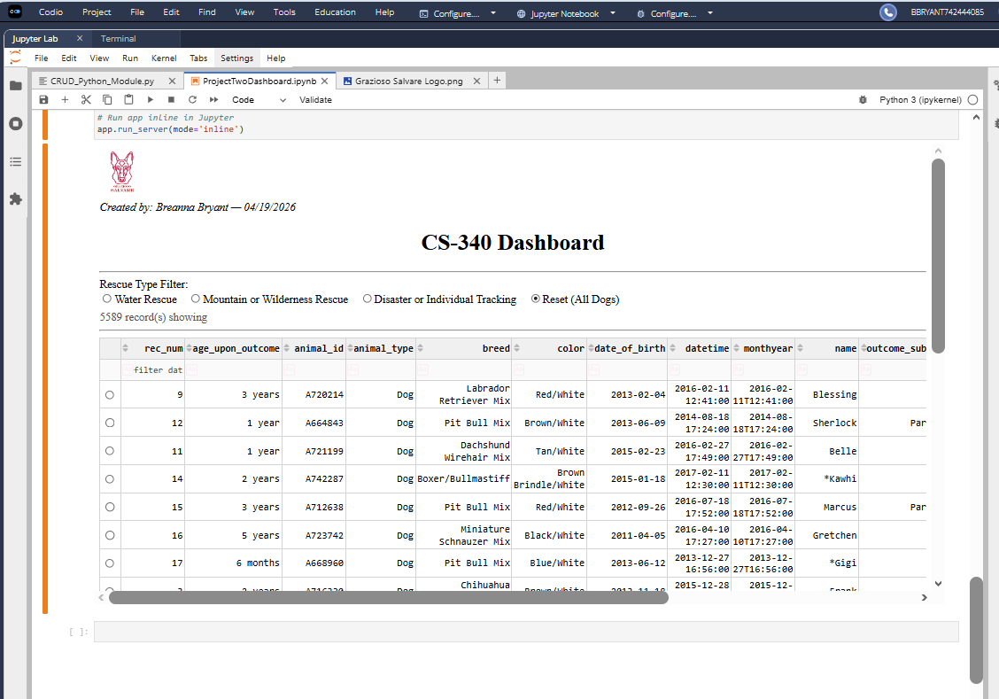 Codio Project File Edit Find View Tools Education Help Configure.... Jupyter Notebook Configure.... BBRYANT742444085
Jupyter Lab Terminal
File Edit View Run Kernel Tabs Settings Help
CRUD_Python_Module.py ProjectTwoDashboard.ipynb Grazioso Salvare Logo.png
Code Validate Python 3 (ipykernel)
# Run app inline in Jupyter
app.run_server(mode='inline')
GRAZIOSO
SALVARE
Created by: Breanna Bryant — 04/19/2026
CS-340 Dashboard
Rescue Type Filter:
Water Rescue Mountain or Wilderness Rescue Disaster or Individual Tracking Reset (All Dogs)
5589 record(s) showing
rec_num age_upon_outcome animal_id animal_type breed color date_of_birth datetime monthyear name outcome_sub
filter dat
9 3 years A720214 Dog Labrador Retriever Mix Red/White 2013-02-04 2016-02-11 12:41:00 2016-02-11T12:41:00 Blessing
12 1 year A664843 Dog Pit Bull Mix Brown/White 2013-06-09 2014-08-18 17:24:00 2014-08-18T17:24:00 Sherlock Par
11 1 year A721199 Dog Dachshund Wirehair Mix Tan/White 2015-02-23 2016-02-27 17:49:00 2016-02-27T17:49:00 Belle
14 2 years A742287 Dog Boxer/Bullmastiff Brown Brindle/White 2015-01-18 2017-02-11 12:30:00 2017-02-11T12:30:00 *Kawhi
15 3 years A712638 Dog Pit Bull Mix Red/White 2012-09-26 2016-07-18 17:52:00 2016-07-18T17:52:00 Marcus Par
16 5 years A723742 Dog Miniature Schnauzer Mix Black/White 2011-04-05 2016-04-10 17:27:00 2016-04-10T17:27:00 Gretchen
17 6 months A668960 Dog Pit Bull Mix Blue/White 2013-06-12 2013-12-27 16:56:00 2013-12-27T16:56:00 *Gigi
Chihuahua 2015-12-28 2015-12-
[ ]: